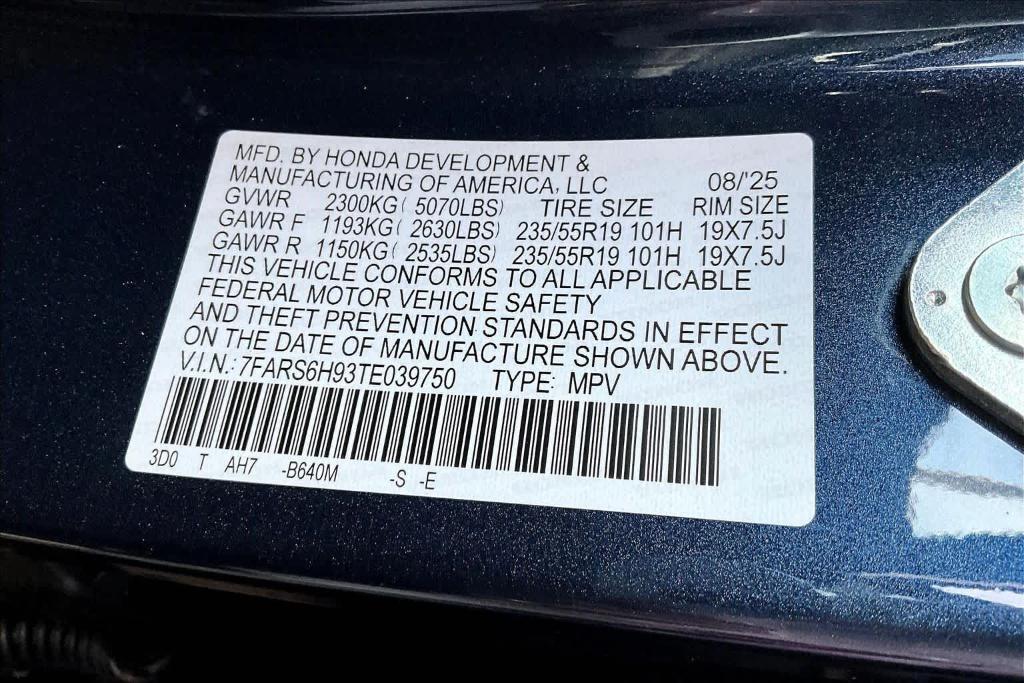 MFD. BY HONDA DEVELOPMENT &
MANUFACTURING OF AMERICA, LLC 08/'25
GVWR 2300KG( 5070LBS) TIRE SIZE RIM SIZE
GAWR F 1193KG( 2630LBS) 235/55R19 101H 19X7.5J
GAWR R 1150KG( 2535LBS) 235/55R19 101H 19X7.5J
THIS VEHICLE CONFORMS TO ALL APPLICABLE
FEDERAL MOTOR VEHICLE SAFETY
AND THEFT PREVENTION STANDARDS IN EFFECT
ON THE DATE OF MANUFACTURE SHOWN ABOVE.
V.I.N.: 7FARS6H93TE039750 TYPE: MPV
3D0 T AH7 -B640M -S -E